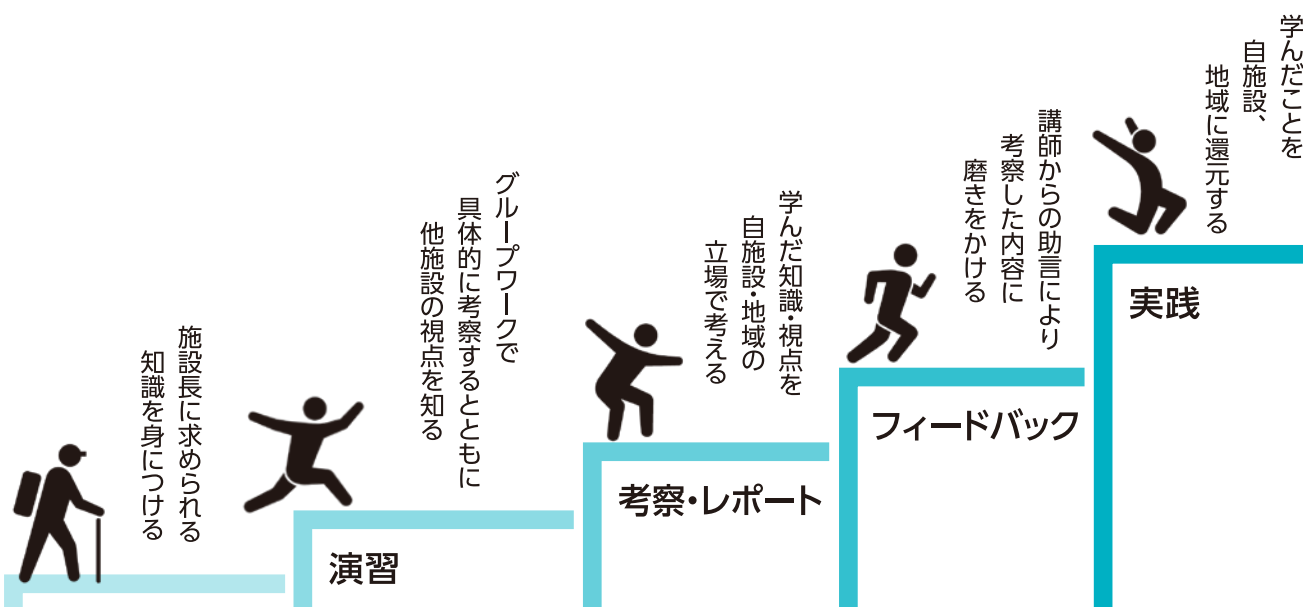 施設長に求められる
知識を身につける
グループワークで
具体的に考察するとともに
他施設の視点を知る
演習
学んだ知識・視点を
自施設・地域の
立場で考える
考察・レポート
講師からの助言により
考察した内容に
磨きをかける
フィードバック
学んだことを
自施設、
地域に還元する
実践